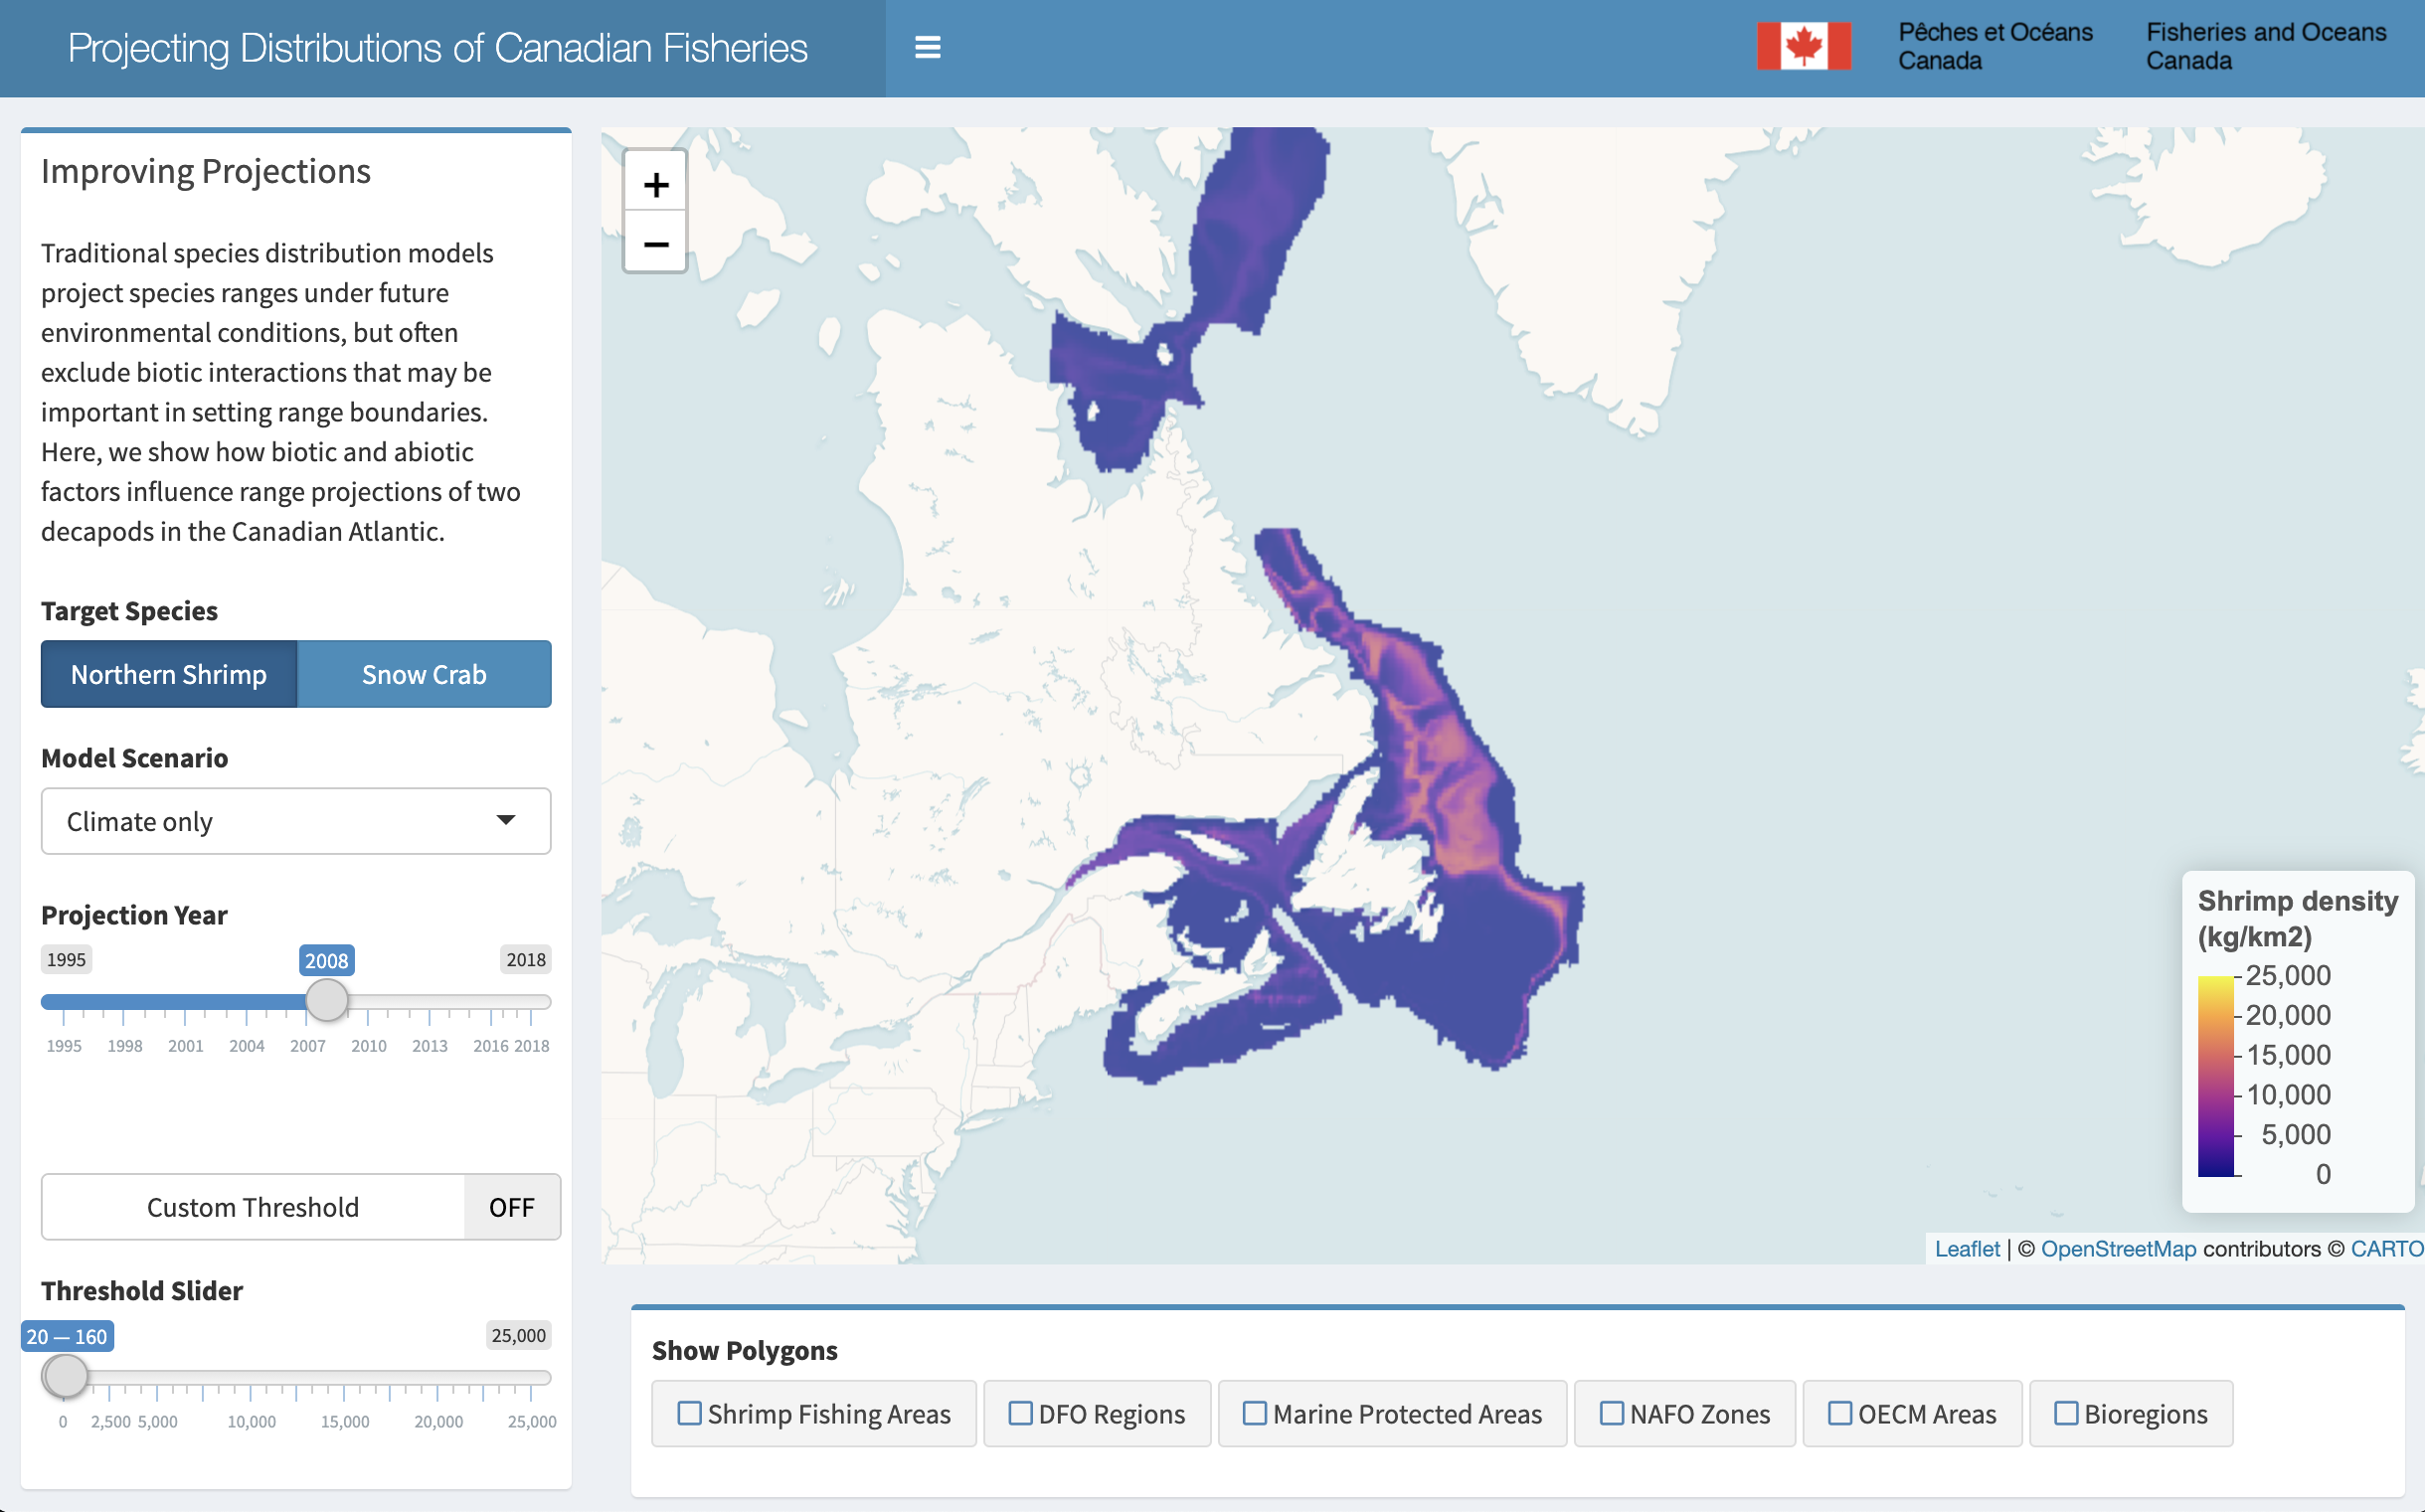 Projecting Distributions of Canadian Fisheries
Pêches et Océans
Canada
Fisheries and Oceans
Canada
Improving Projections
Traditional species distribution models
project species ranges under future
environmental conditions, but often
exclude biotic interactions that may be
important in setting range boundaries.
Here, we show how biotic and abiotic
factors influence range projections of two
decapods in the Canadian Atlantic.
Target Species
Northern Shrimp Snow Crab
Model Scenario
Climate only
Projection Year
1995 2008 2018
1995 1998 2001 2004 2007 2010 2013 2016 2018
Custom Threshold OFF
Threshold Slider
20 — 160 25,000
0 2,500 5,000 10,000 15,000 20,000 25,000
+
−
Shrimp density
(kg/km2)
25,000
20,000
15,000
10,000
5,000
0
Leaflet | © OpenStreetMap contributors © CARTO
Show Polygons
Shrimp Fishing Areas DFO Regions Marine Protected Areas NAFO Zones OECM Areas Bioregions